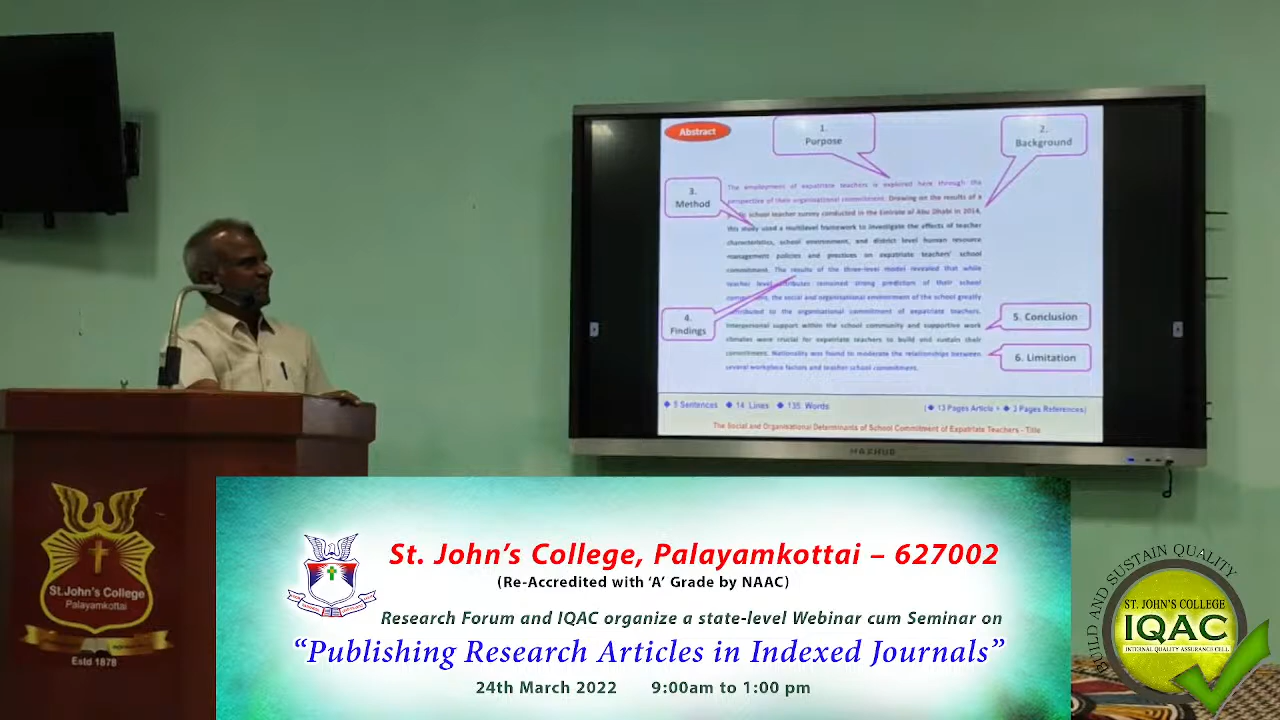 Abstract
1.
Purpose
2.
Background
3.
Method
The employment of expatriate teachers is explored here through the
perspective of their organisational commitment. Drawing on the results of a
school teacher survey conducted in the Emirate of Abu Dhabi in 2014,
this study used a multilevel framework to investigate the effects of teacher
characteristics, school environment, and district level human resource
management policies and practices on expatriate teachers' school
commitment. The results of the three-level model revealed that while
teacher level attributes remained strong predictors of their school
commitment, the social and organisational environment of the school greatly
contributed to the organisational commitment of expatriate teachers.
Interpersonal support within the school community and supportive work
climates were crucial for expatriate teachers to build and sustain their
commitment. Nationality was found to moderate the relationships between
several workplace factors and teacher school commitment.
4.
Findings
5. Conclusion
6. Limitation
5 Sentences 14 Lines 135 Words
( 13 Pages Article + 3 Pages References)
The Social and Organisational Determinants of School Commitment of Expatriate Teachers - Title
MAXHUB
St. John's College
Palayamkottai
Estd 1878
St. John's College, Palayamkottai – 627002
(Re-Accredited with 'A' Grade by NAAC)
Research Forum and IQAC organize a state-level Webinar cum Seminar on
“Publishing Research Articles in Indexed Journals”
24th March 2022 9:00am to 1:00 pm
BUILD AND SUSTAIN QUALITY
ST. JOHN'S COLLEGE
IQAC
INTERNAL QUALITY ASSURANCE CELL